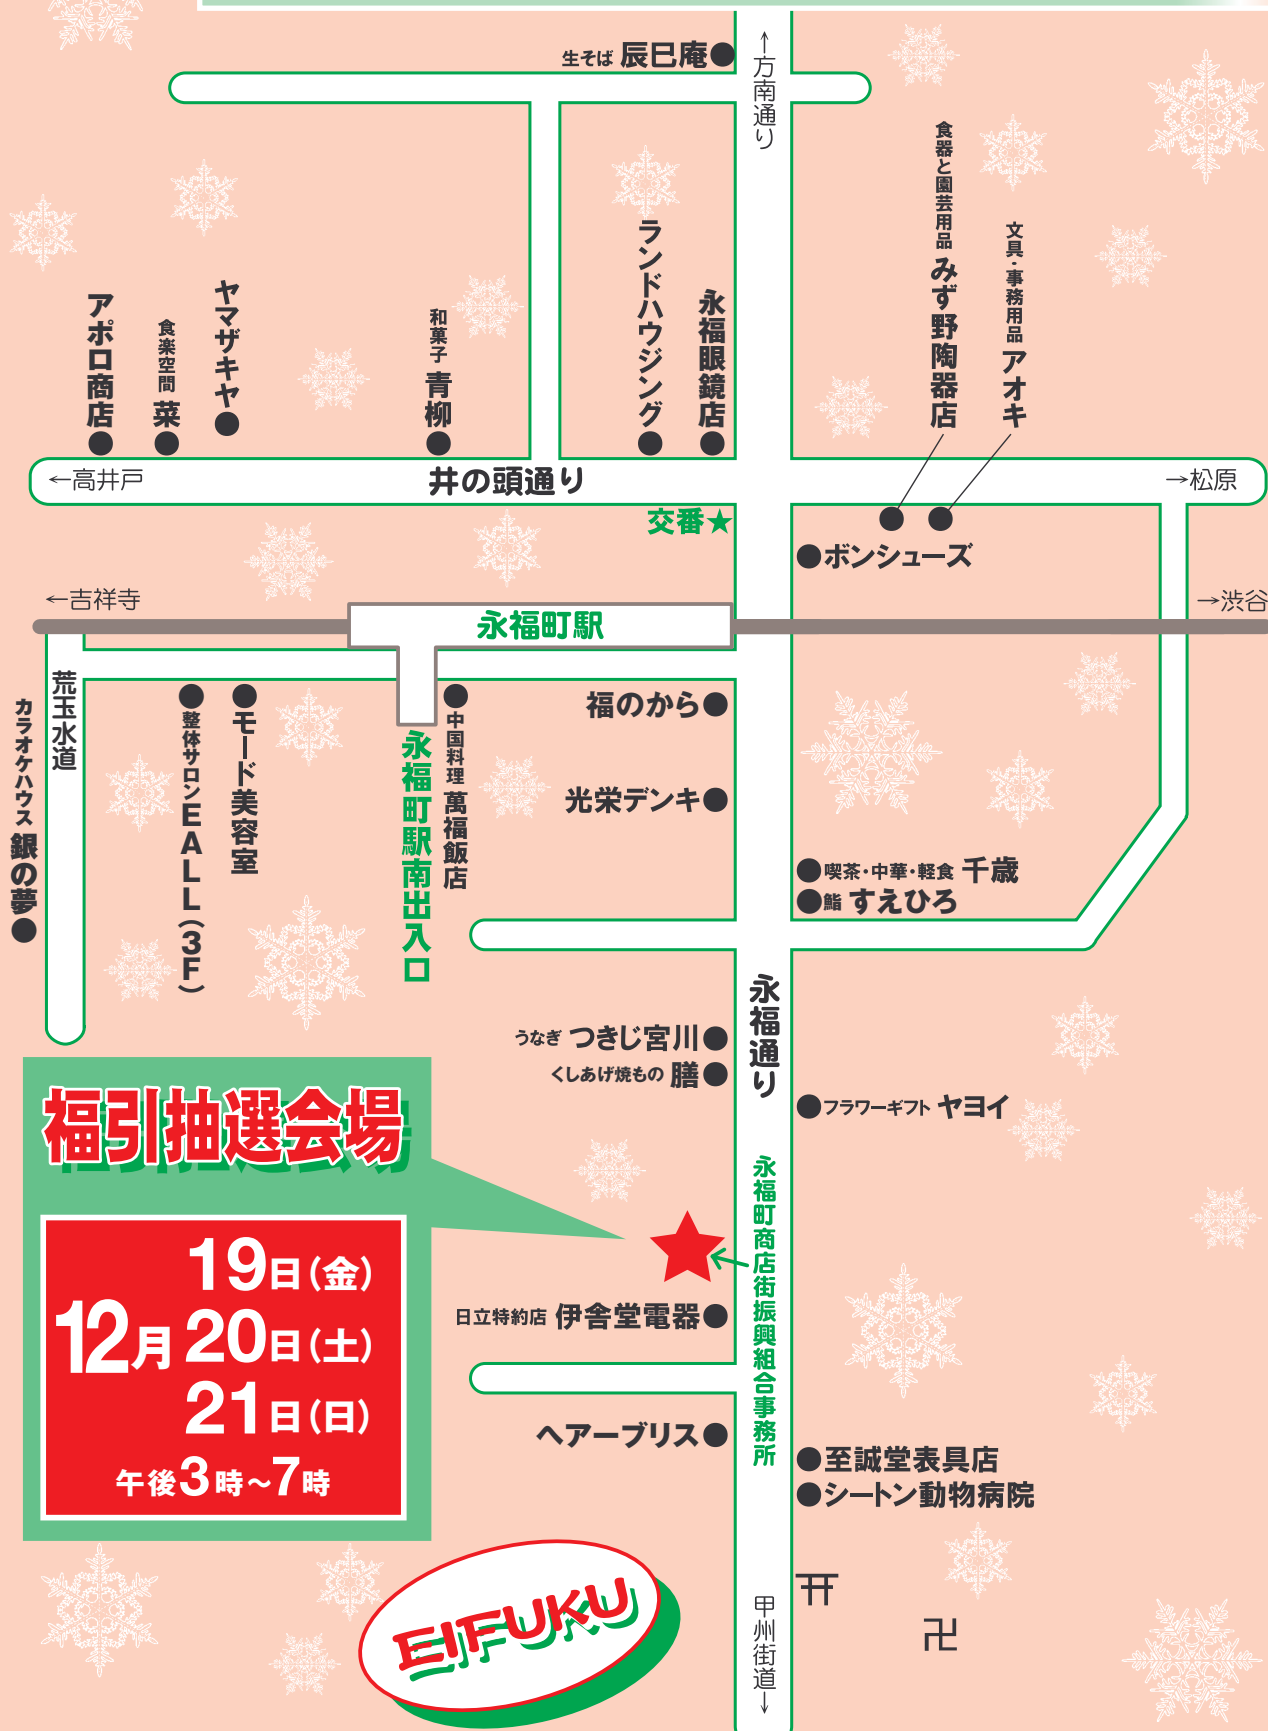 生そば 辰巳庵
↑方南通り
食器と園芸用品 みず野陶器店
文具・事務用品 アオキ
ランドハウジング
永福眼鏡店
ヤマザキヤ
アポロ商店
食楽空間 菜
和菓子 青柳
←高井戸
井の頭通り
→松原
交番★
ボンシューズ
←吉祥寺
永福町駅
→渋谷
荒玉水道
カラオケハウス 銀の夢
整体サロンEALL(3F)
モード美容室
永福町駅南出入口
中国料理 萬福飯店
福のから
光栄デンキ
喫茶・中華・軽食 千歳
鮨 すえひろ
永福通り
うなぎ つきじ宮川
くしあげ焼もの 膳
フラワーギフト ヤヨイ
福引抽選会場
12月
19日(金)
20日(土)
21日(日)
午後3時～7時
永福町商店街振興組合事務所
日立特約店 伊舎堂電器
ヘアーブリス
至誠堂表具店
シートン動物病院
卍
EIFUKU
甲州街道↓